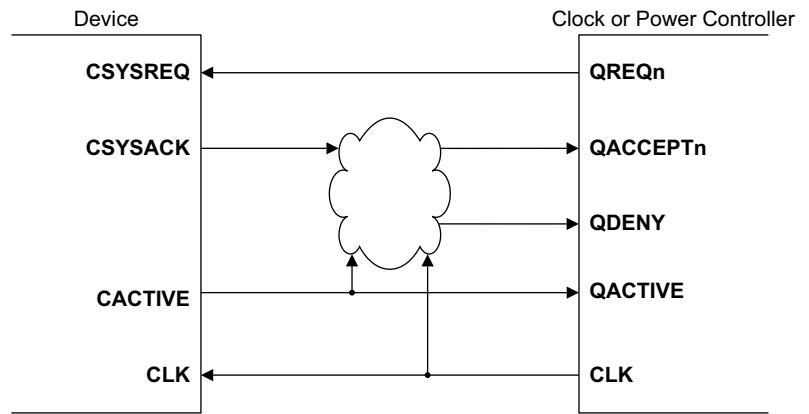 Device
Clock or Power Controller
CSYSREQ
QREQn
CSYSACK
QACCEPTn
QDENY
CACTIVE
QACTIVE
CLK
CLK